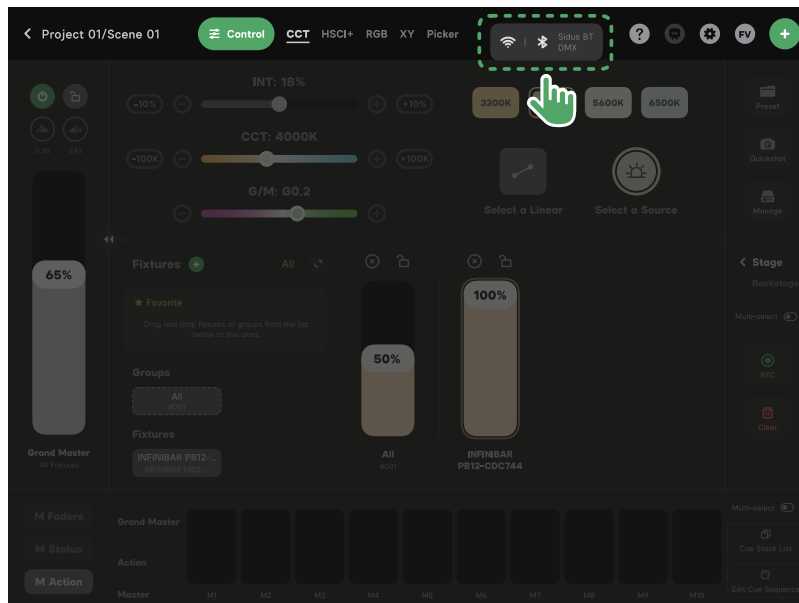 Project 01/Scene 01
Control
CCT
HSCI+
RGB
XY
Picker
Sidus BT
DMX
?
FV
+
INT: 18%
-10%
+10%
3200K
5600K
6500K
Preset
0.9s
24s
CCT: 4000K
-100K
+100K
Quickshot
G/M: G0.2
Select a Linear
Select a Source
Manage
65%
Fixtures
All
Stage
Backstage
Favorite
Drag and drop fixtures or groups from the list
below to this area.
100%
Multi-select
50%
Groups
All
#001
REC
Fixtures
Clear
Grand Master
All Fixtures
INFINIBAR PB12-...
INFINIBAR PB12-...
All
#001
INFINIBAR
PB12-CDC744
M Faders
Grand Master
Multi-select
M Status
Cue Stack List
Action
M Action
Edit Cue Sequence
Master
M1
M2
M3
M4
M5
M6
M7
M8
M9
M10